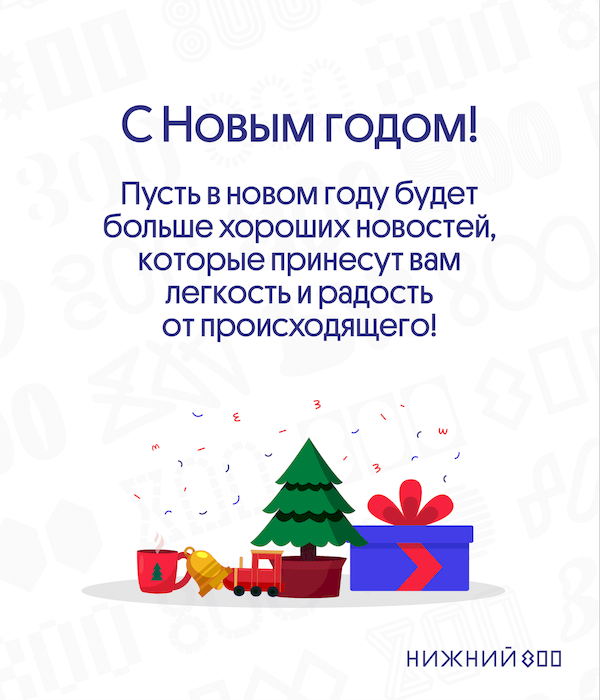 С Новым годом!
Пусть в новом году будет
больше хороших новостей,
которые принесут вам
легкость и радость
от происходящего!
НИЖНИЙ 800